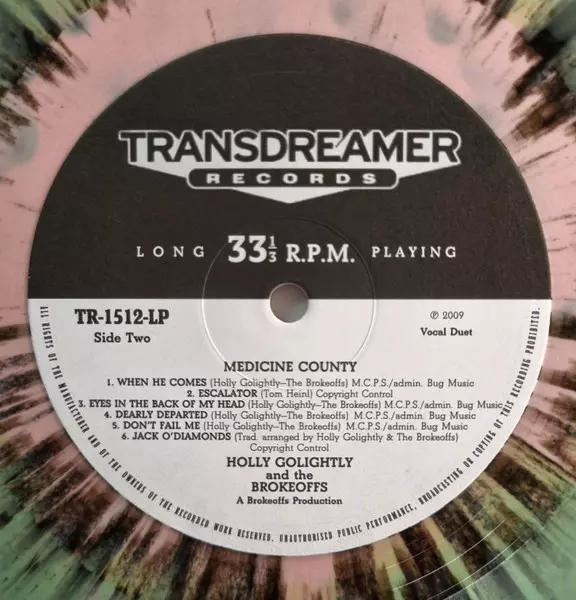 TRANSDREAMER
RECORDS
LONG 33⅓ R.P.M. PLAYING
TR-1512-LP
Side Two
℗ 2009
Vocal Duet
MEDICINE COUNTY
1. WHEN HE COMES (Holly Golightly—The Brokeoffs) M.C.P.S./admin. Bug Music
2. ESCALATOR (Tom Heinl) Copyright Control
3. EYES IN THE BACK OF MY HEAD (Holly Golightly—The Brokeoffs) M.C.P.S./admin. Bug Music
4. DEARLY DEPARTED (Holly Golightly—The Brokeoffs) M.C.P.S./admin. Bug Music
5. DON'T FAIL ME (Holly Golightly—The Brokeoffs) M.C.P.S./admin. Bug Music
6. JACK O'DIAMONDS (Trad. arranged by Holly Golightly & The Brokeoffs)
Copyright Control
HOLLY GOLIGHTLY
and the
BROKEOFFS
A Brokeoffs Production
ALL RIGHTS OF THE MANUFACTURER AND OF THE OWNERS OF THE RECORDED WORK RESERVED. UNAUTHORISED PUBLIC PERFORMANCE, BROADCASTING OR COPYING OF THIS RECORDING PROHIBITED.